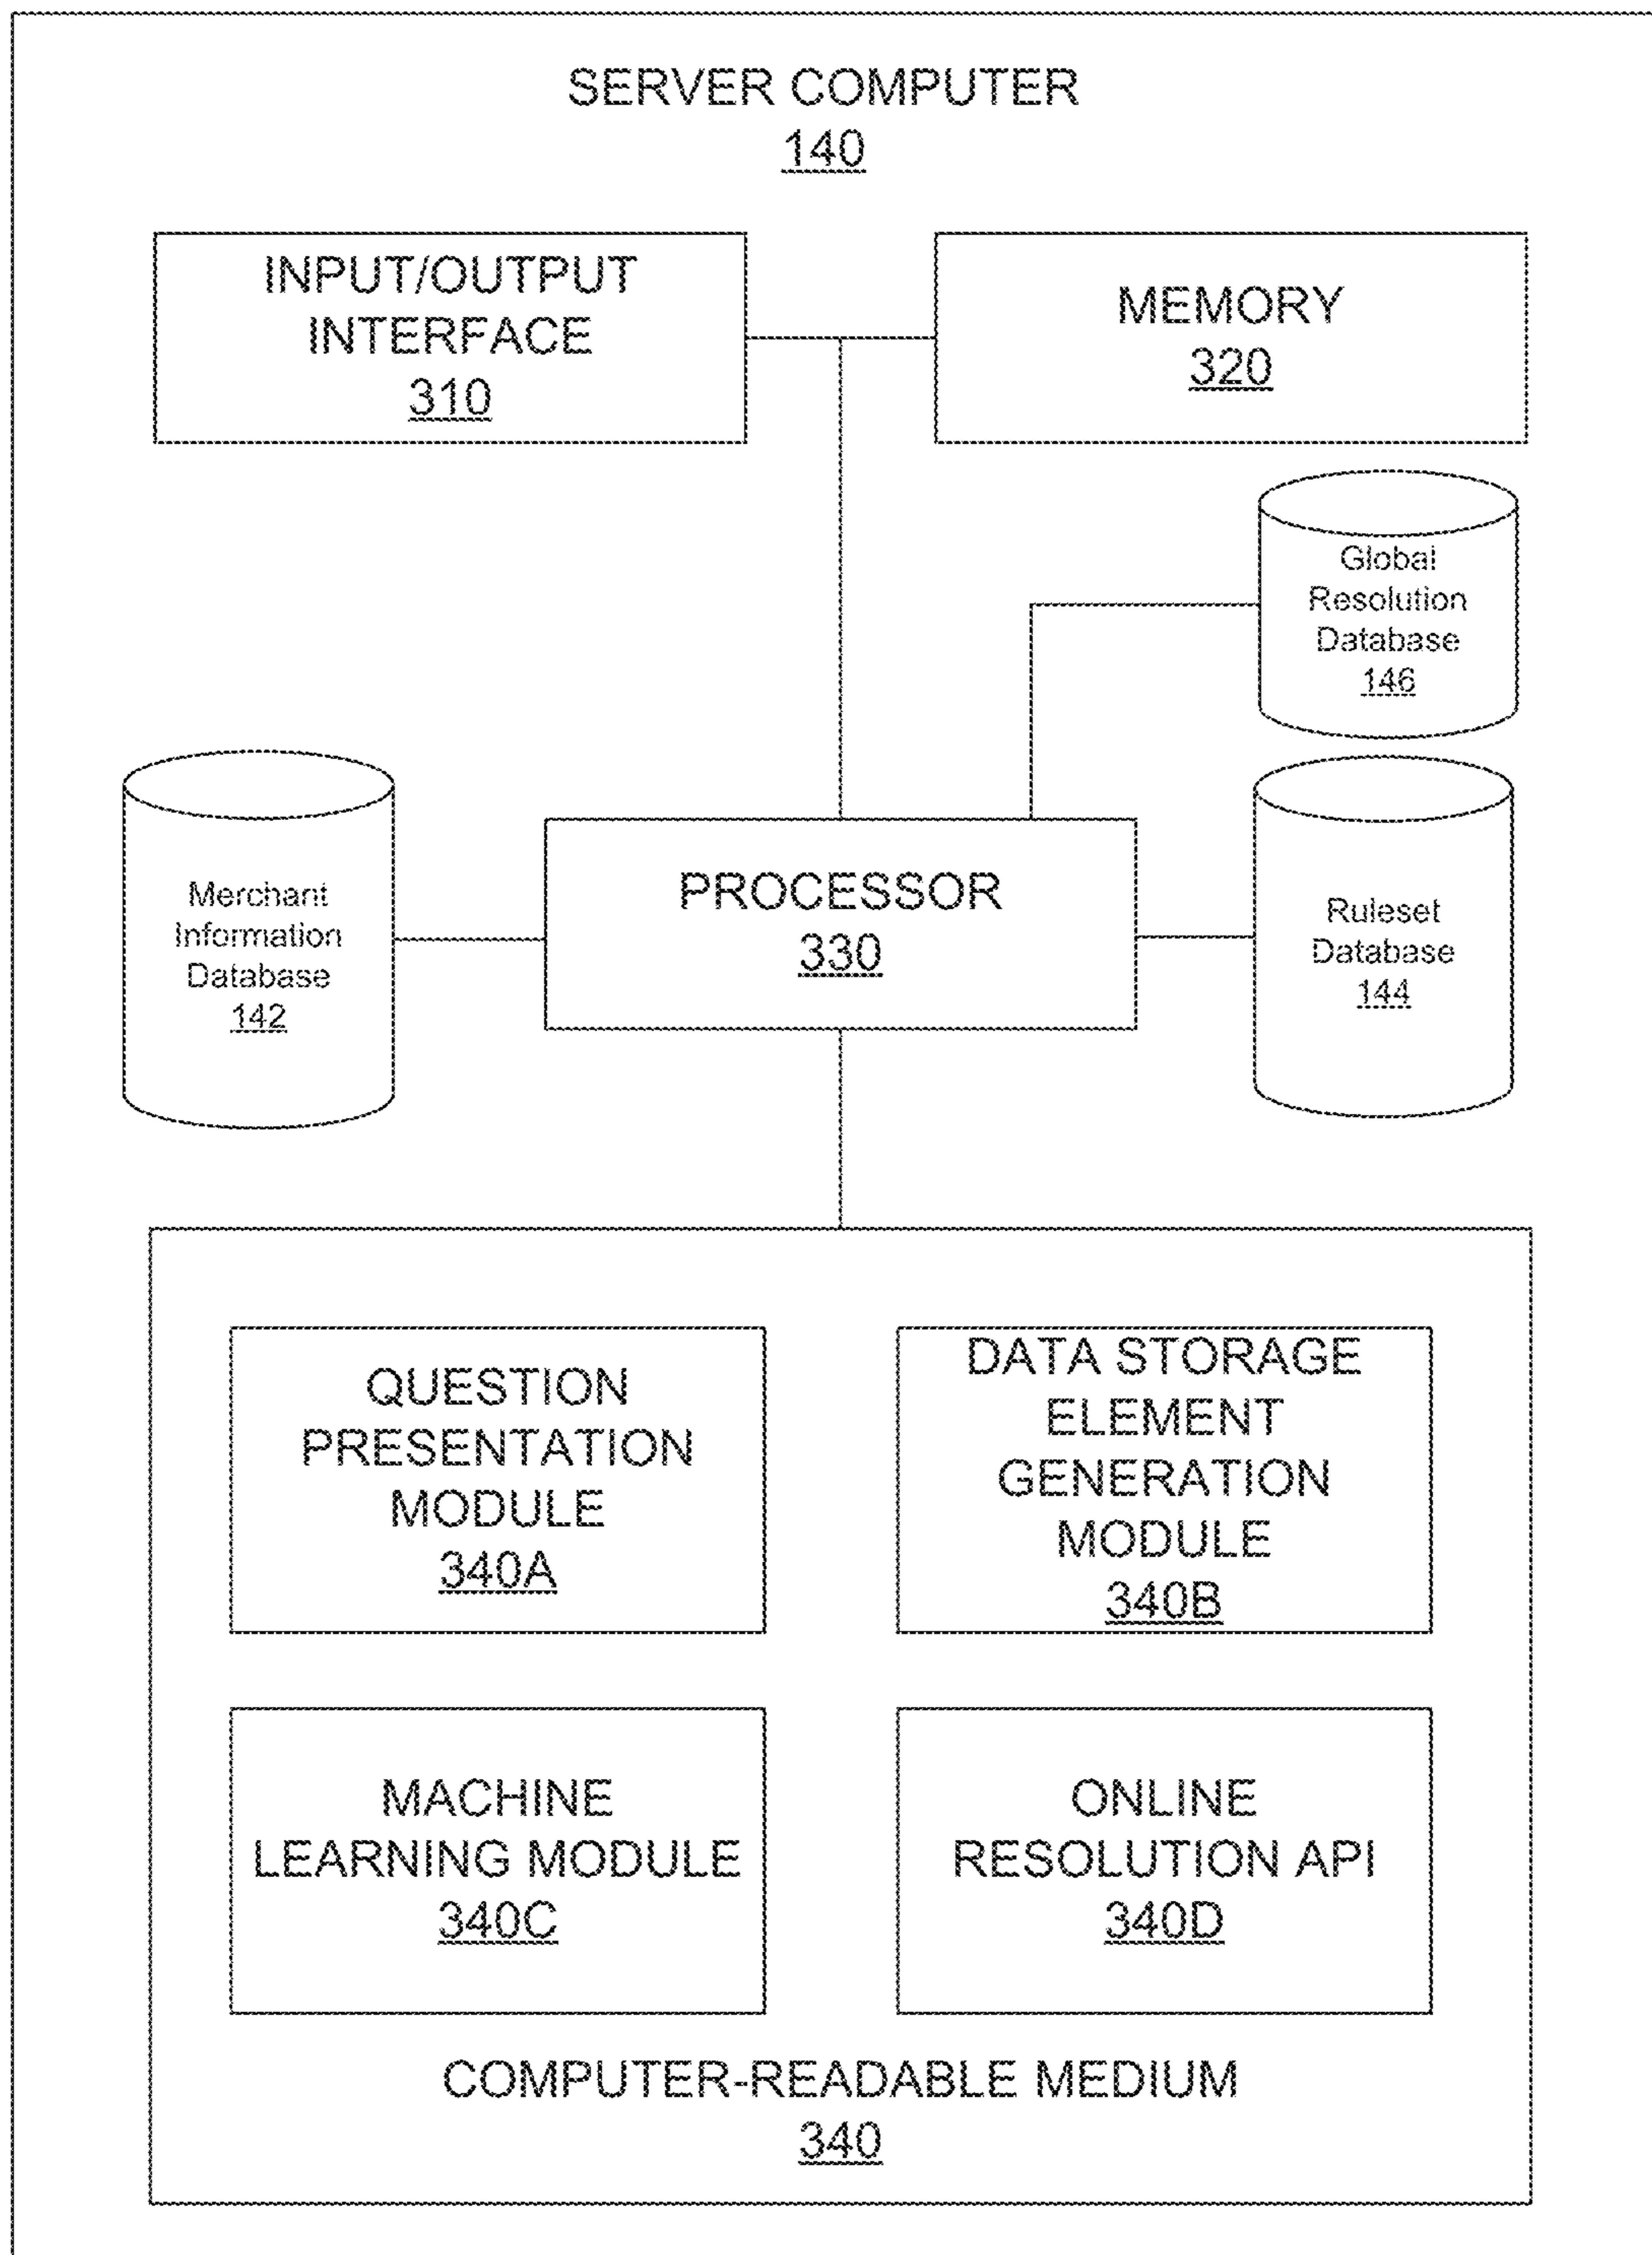 SERVER COMPUTER
140
INPUT/OUTPUT
INTERFACE
310
MEMORY
320
Global
Resolution
Database
146
Merchant
Information
Database
142
PROCESSOR
330
Ruleset
Database
144
QUESTION
PRESENTATION
MODULE
340A
DATA STORAGE
ELEMENT
GENERATION
MODULE
340B
MACHINE
LEARNING MODULE
340C
ONLINE
RESOLUTION API
340D
COMPUTER-READABLE MEDIUM
340